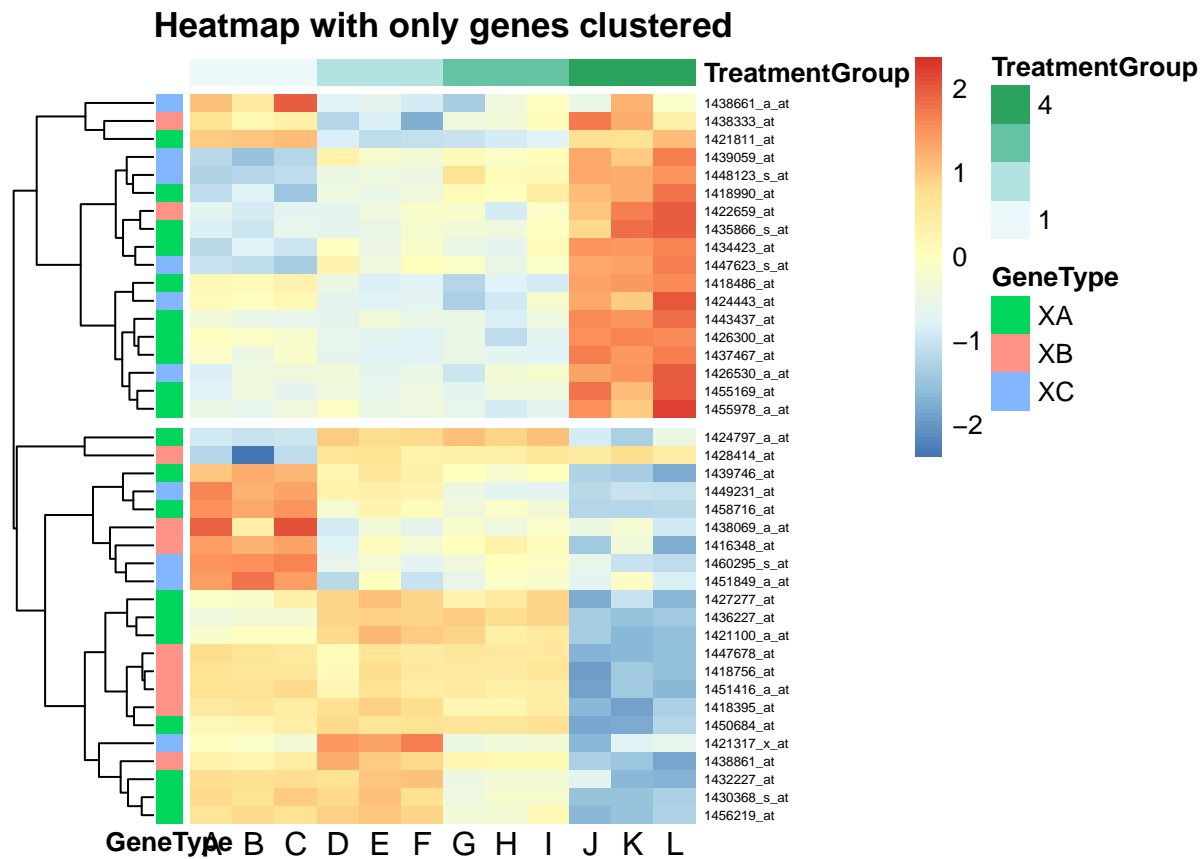 Heatmap with only genes clustered
TreatmentGroup
1438661_a_at
1438333_at
1421811_at
1439059_at
1448123_s_at
1418990_at
1422659_at
1435866_s_at
1434423_at
1447623_s_at
1418486_at
1424443_at
1443437_at
1426300_at
1437467_at
1426530_a_at
1455169_at
1455978_a_at
1424797_a_at
1428414_at
1439746_at
1449231_at
1458716_at
1438069_a_at
1416348_at
1460295_s_at
1451849_a_at
1427277_at
1436227_at
1421100_a_at
1447678_at
1418756_at
1451416_a_at
1418395_at
1450684_at
1421317_x_at
1438861_at
1432227_at
1430368_s_at
1456219_at
GeneType
A B C D E F G H I J K L
2
1
0
−1
−2
TreatmentGroup
4
1
GeneType
XA
XB
XC